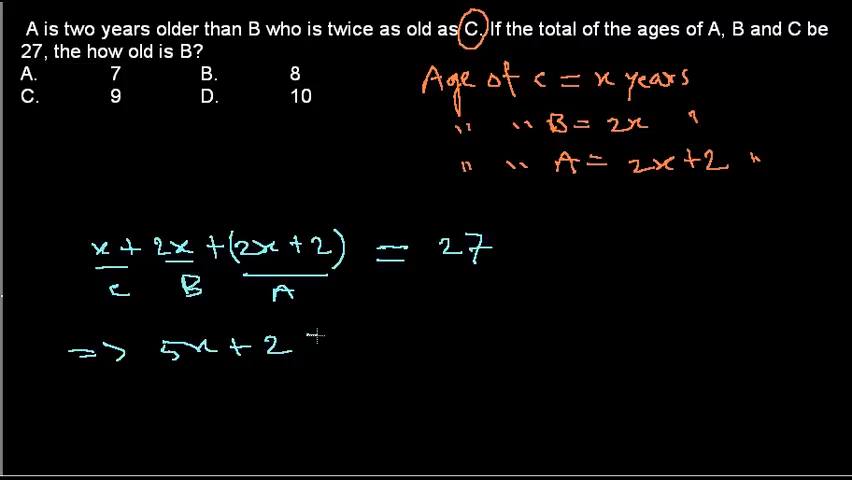 A is two years older than B who is twice as old as C. If the total of the ages of A, B and C be
27, the how old is B?
A. 7 B. 8
C. 9 D. 10
Age of c = x years
" " B = 2x "
" " A = 2x+2 "
x + 2x + (2x + 2) = 27
C B A
=> 5x + 2